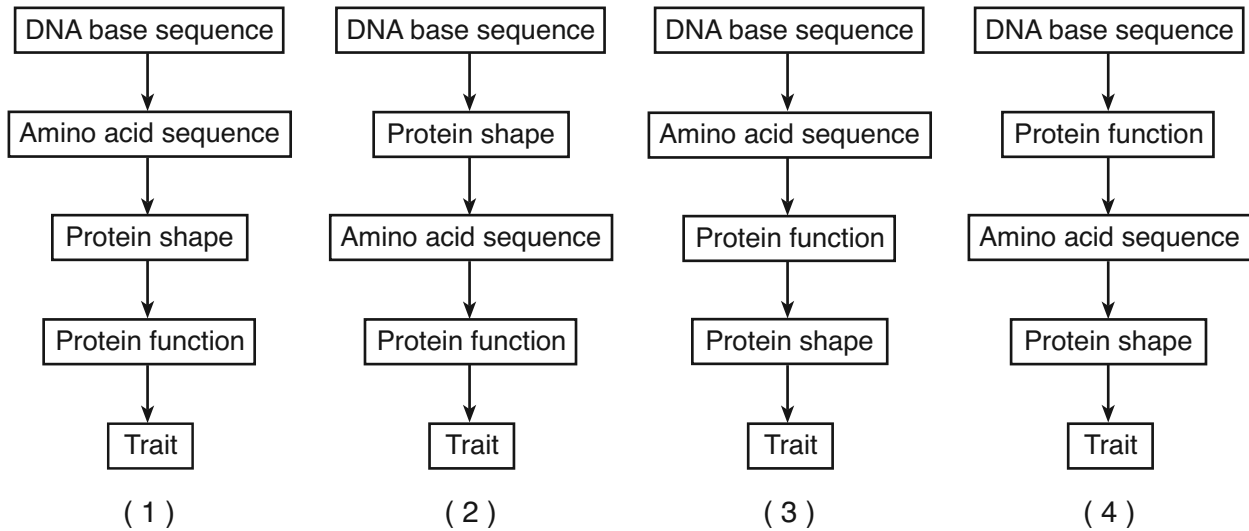 DNA base sequence
Amino acid sequence
Protein shape
Protein function
Trait
( 1 )
DNA base sequence
Protein shape
Amino acid sequence
Protein function
Trait
( 2 )
DNA base sequence
Amino acid sequence
Protein function
Protein shape
Trait
( 3 )
DNA base sequence
Protein function
Amino acid sequence
Protein shape
Trait
( 4 )